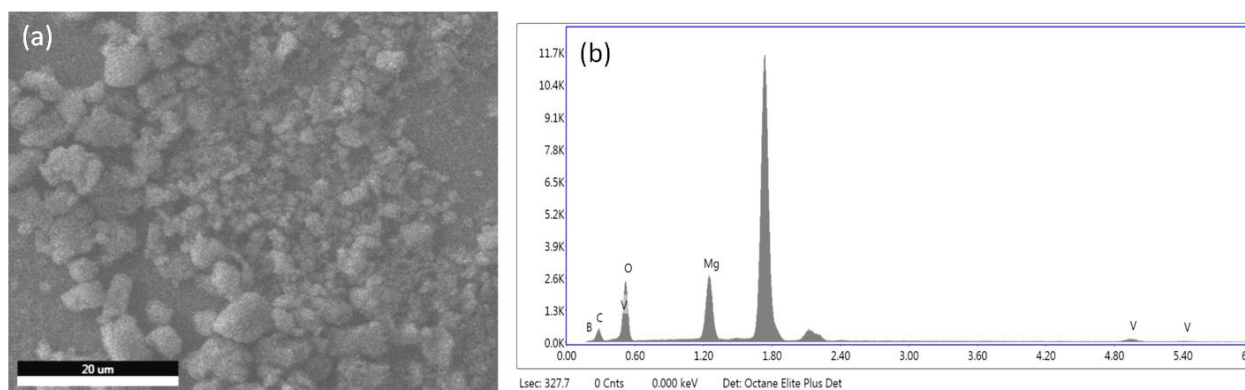 (a)
20 um
(b)
11.7K
10.4K
9.1K
7.8K
6.5K
5.2K
3.9K
2.6K
1.3K
0.0K
O
Mg
V
C
B
V
V
0.00 0.60 1.20 1.80 2.40 3.00 3.60 4.20 4.80 5.40 6
Lsec: 327.7 0 Cnts 0.000 keV Det: Octane Elite Plus Det